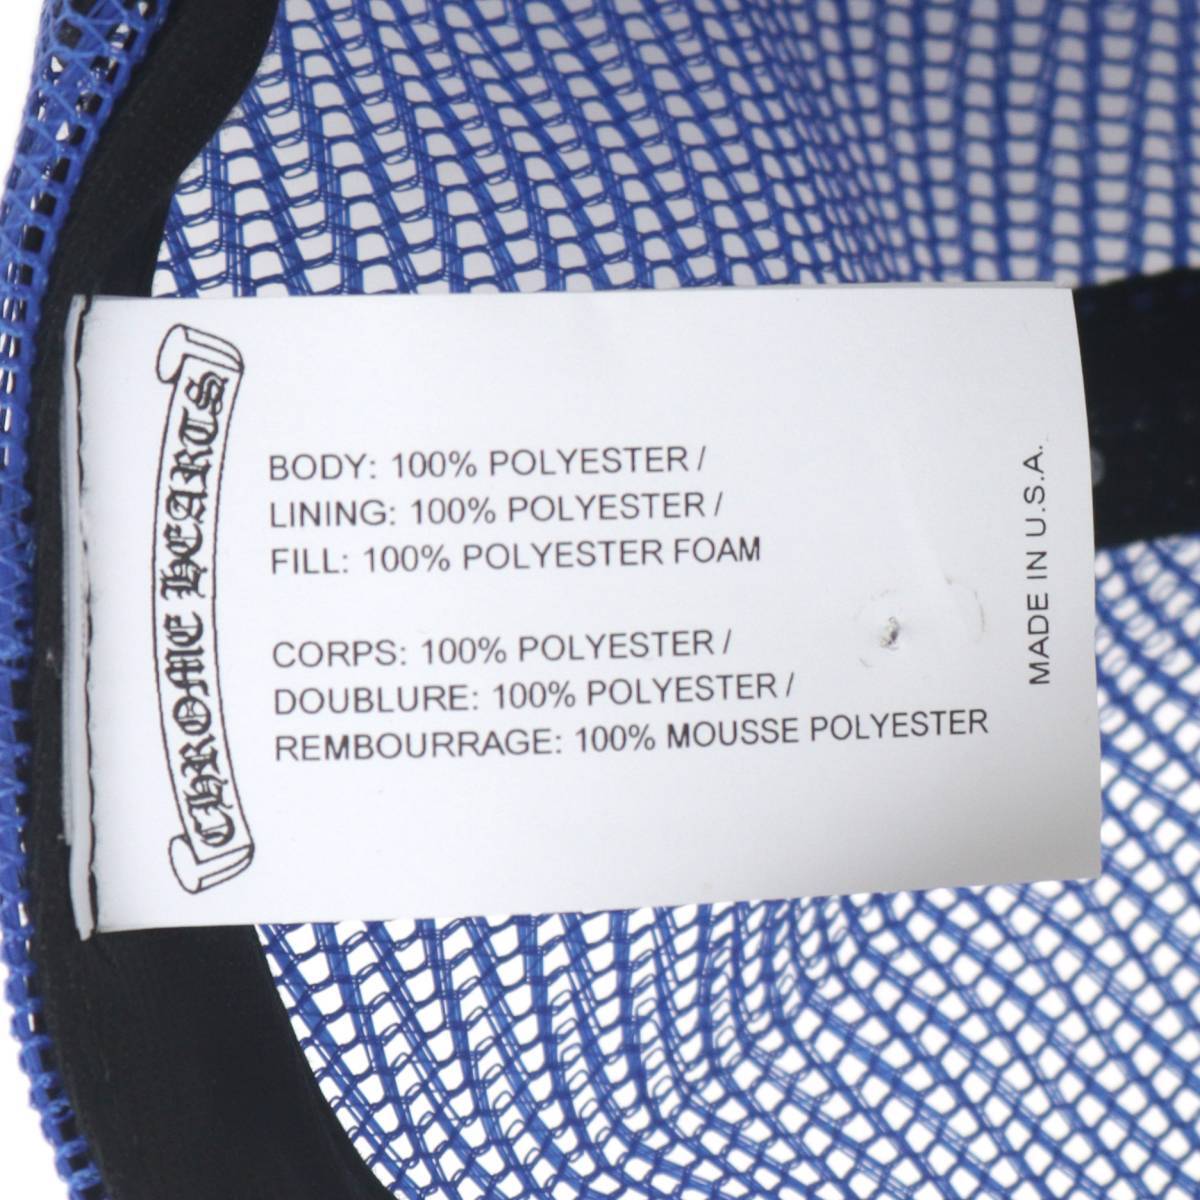 CHROME HEARTS
BODY: 100% POLYESTER /
LINING: 100% POLYESTER /
FILL: 100% POLYESTER FOAM
CORPS: 100% POLYESTER /
DOUBLURE: 100% POLYESTER /
REMBOURRAGE: 100% MOUSSE POLYESTER
MADE IN U.S.A.